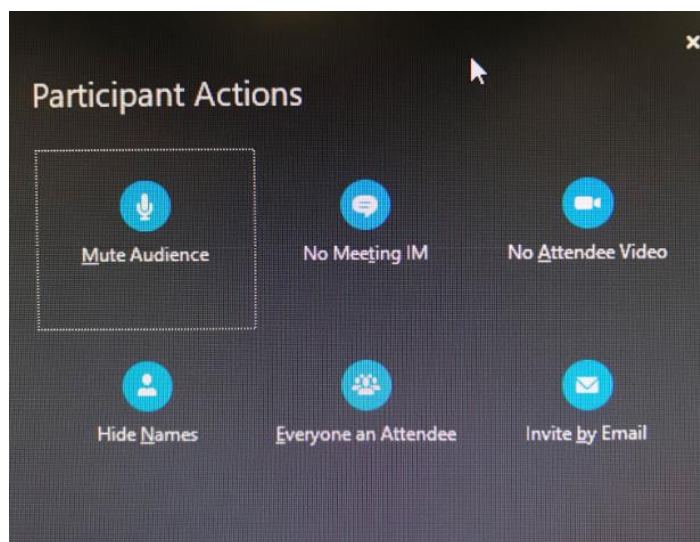 Participant Actions
Mute Audience
No Meeting IM
No Attendee Video
Hide Names
Everyone an Attendee
Invite by Email